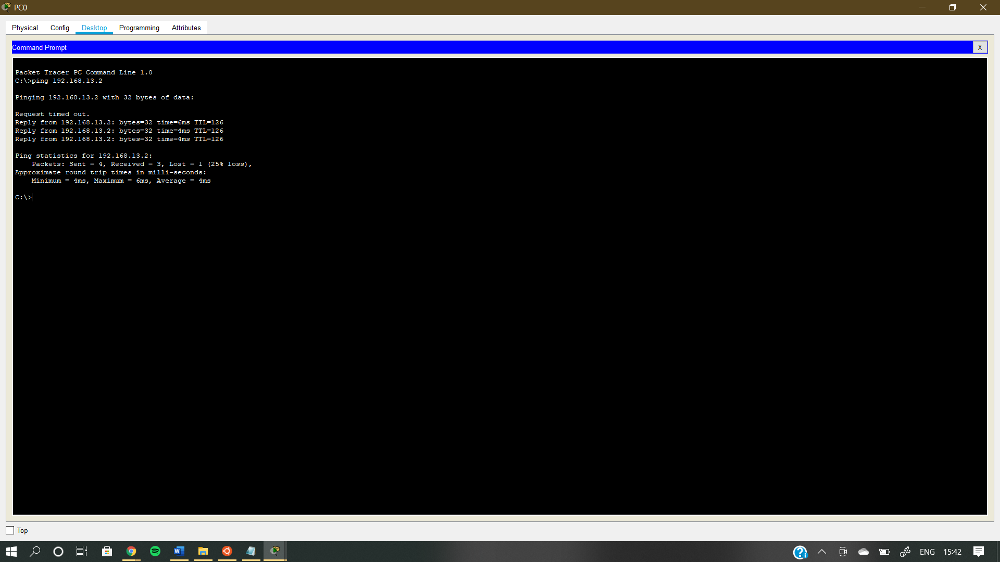 PC0
Physical Config Desktop Programming Attributes
Command Prompt X
Packet Tracer PC Command Line 1.0
C:\>ping 192.168.13.2
Pinging 192.168.13.2 with 32 bytes of data:
Request timed out.
Reply from 192.168.13.2: bytes=32 time=6ms TTL=126
Reply from 192.168.13.2: bytes=32 time=4ms TTL=126
Reply from 192.168.13.2: bytes=32 time=4ms TTL=126
Ping statistics for 192.168.13.2:
    Packets: Sent = 4, Received = 3, Lost = 1 (25% loss),
Approximate round trip times in milli-seconds:
    Minimum = 4ms, Maximum = 6ms, Average = 4ms
C:\>
Top
ENG 15:42